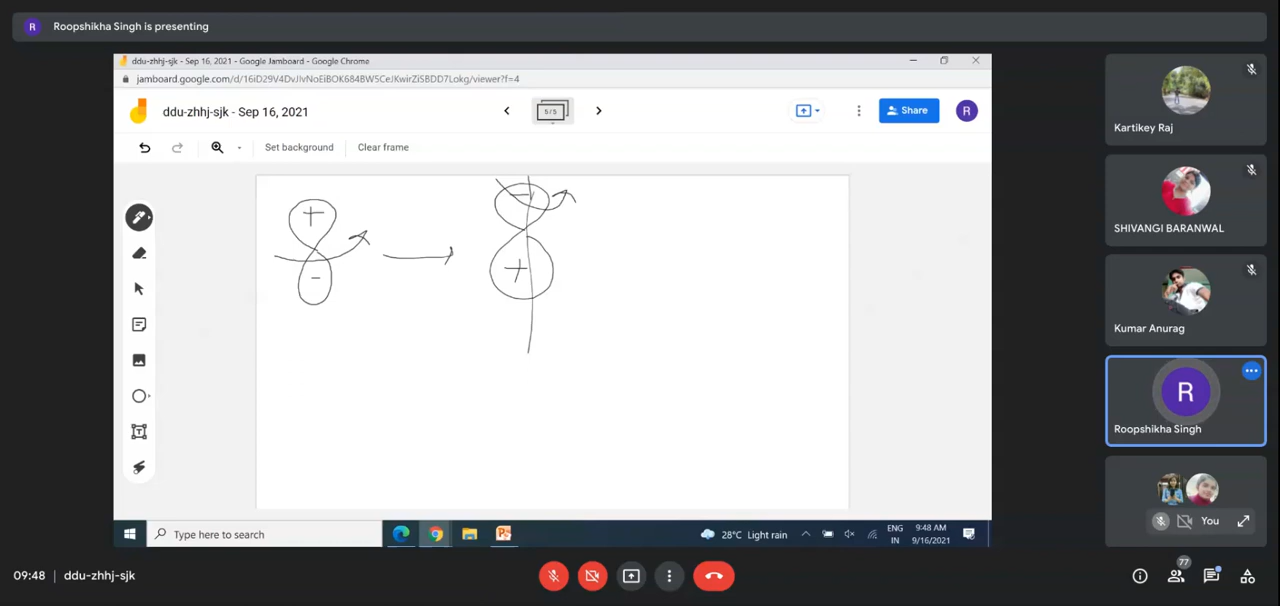 R Roopshikha Singh is presenting
ddu-zhhj-sjk - Sep 16, 2021 - Google Jamboard - Google Chrome
ddu-zhhj-sjk - Sep 16, 2021
5/5
Share
R
Set background
Clear frame
+
-
-
+
Kartikey Raj
SHIVANGI BARANWAL
Kumar Anurag
R
Roopshikha Singh
You
Type here to search
28°C Light rain
ENG
IN
9:48 AM
9/16/2021
09:48 | ddu-zhhj-sjk
77